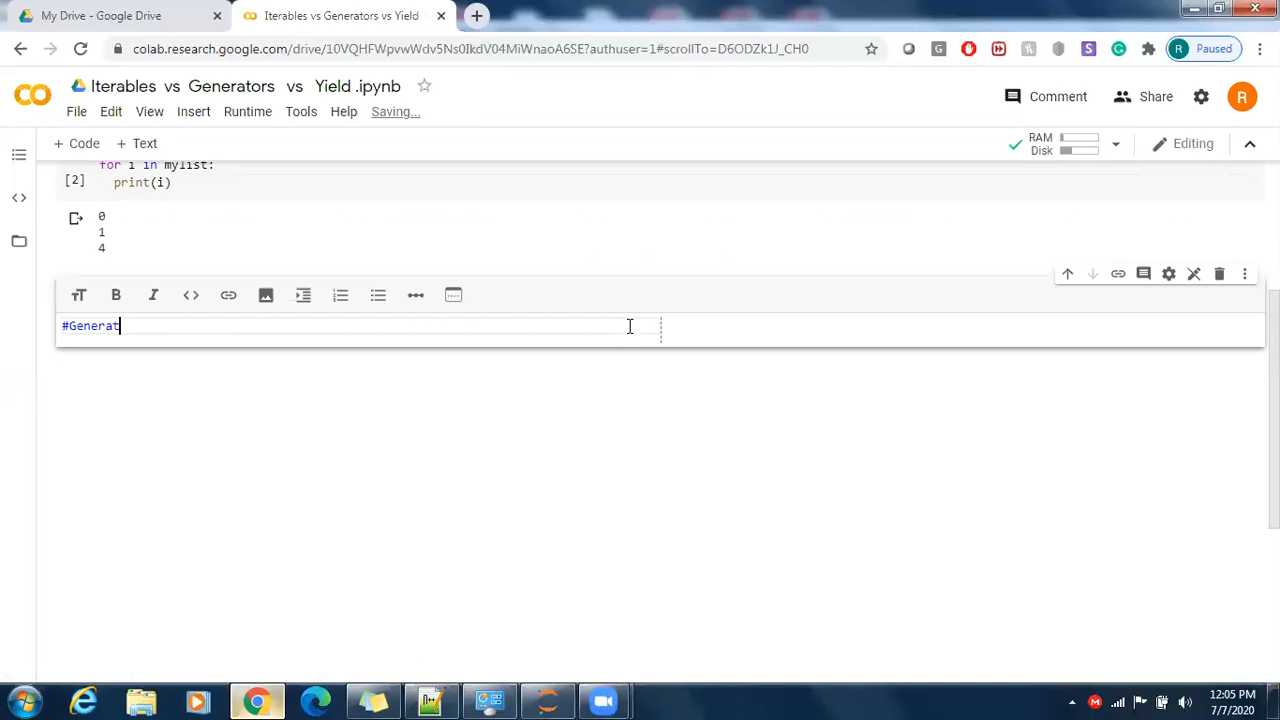 My Drive - Google Drive
Iterables vs Generators vs Yield
colab.research.google.com/drive/10VQHFWpvwWdv5Ns0IkdV04MiWnaoA6SE?authuser=1#scrollTo=D6ODZk1J_CH0
R Paused
CO Iterables vs Generators vs Yield .ipynb
Comment Share R
File Edit View Insert Runtime Tools Help Saving...
+ Code + Text
RAM
Disk
Editing
for i in mylist:
[2] print(i)
0
1
4
#Generat
12:05 PM
7/7/2020